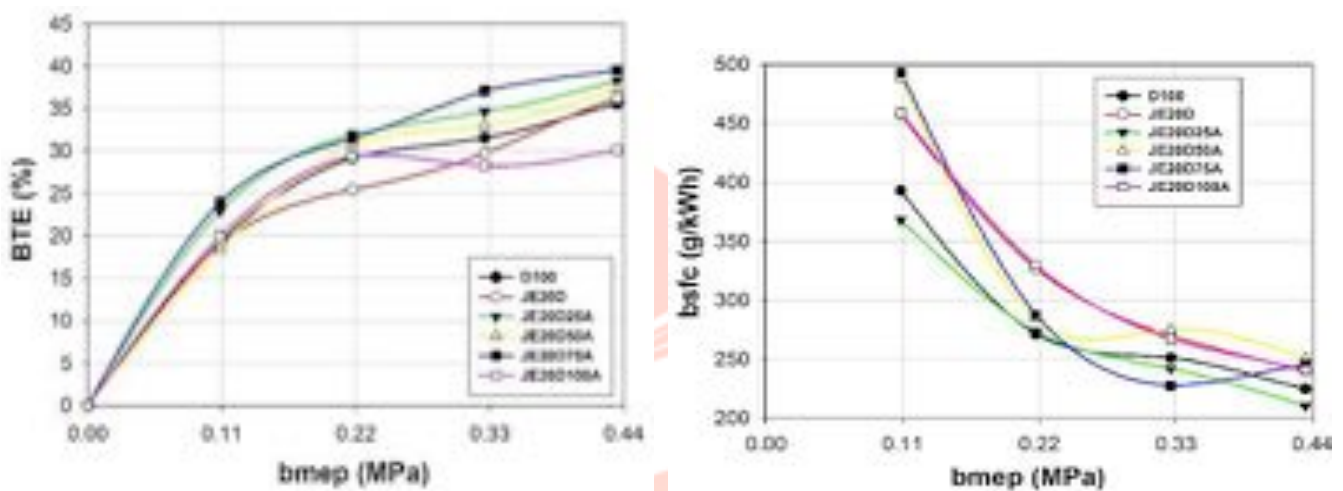 45
40
35
30
25
20
15
10
5
0
BTE (%)
D100
JE20D
JE20D25A
JE20D50A
JE20D75A
JE20D100A
0.00 0.11 0.22 0.33 0.44
bmep (MPa)
500
450
400
350
300
250
200
bsfc (g/kWh)
D100
JE20D
JE20D25A
JE20D50A
JE20D75A
JE20D100A
0.00 0.11 0.22 0.33 0.44
bmep (MPa)